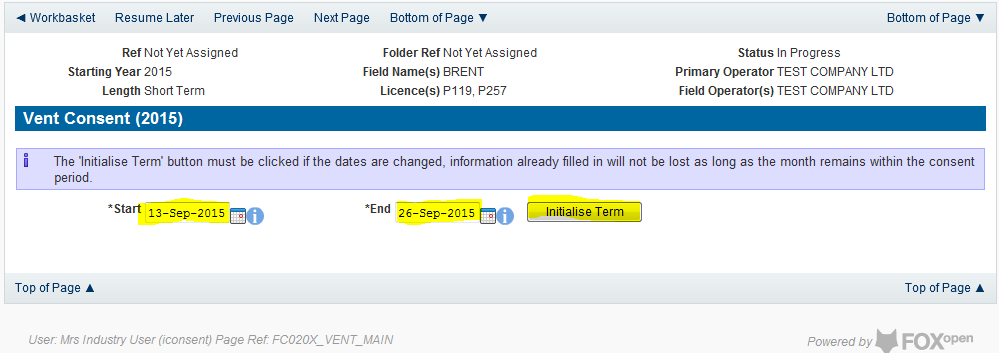 ◄ Workbasket Resume Later Previous Page Next Page Bottom of Page ▼ Bottom of Page ▼
Ref Not Yet Assigned Folder Ref Not Yet Assigned Status In Progress
Starting Year 2015 Field Name(s) BRENT Primary Operator TEST COMPANY LTD
Length Short Term Licence(s) P119, P257 Field Operator(s) TEST COMPANY LTD
Vent Consent (2015)
The 'Initialise Term' button must be clicked if the dates are changed, information already filled in will not be lost as long as the month remains within the consent
period.
*Start 13-Sep-2015 *End 26-Sep-2015 Initialise Term
Top of Page ▲ Top of Page ▲
User: Mrs Industry User (iconsent) Page Ref: FC020X_VENT_MAIN
Powered by FOXopen